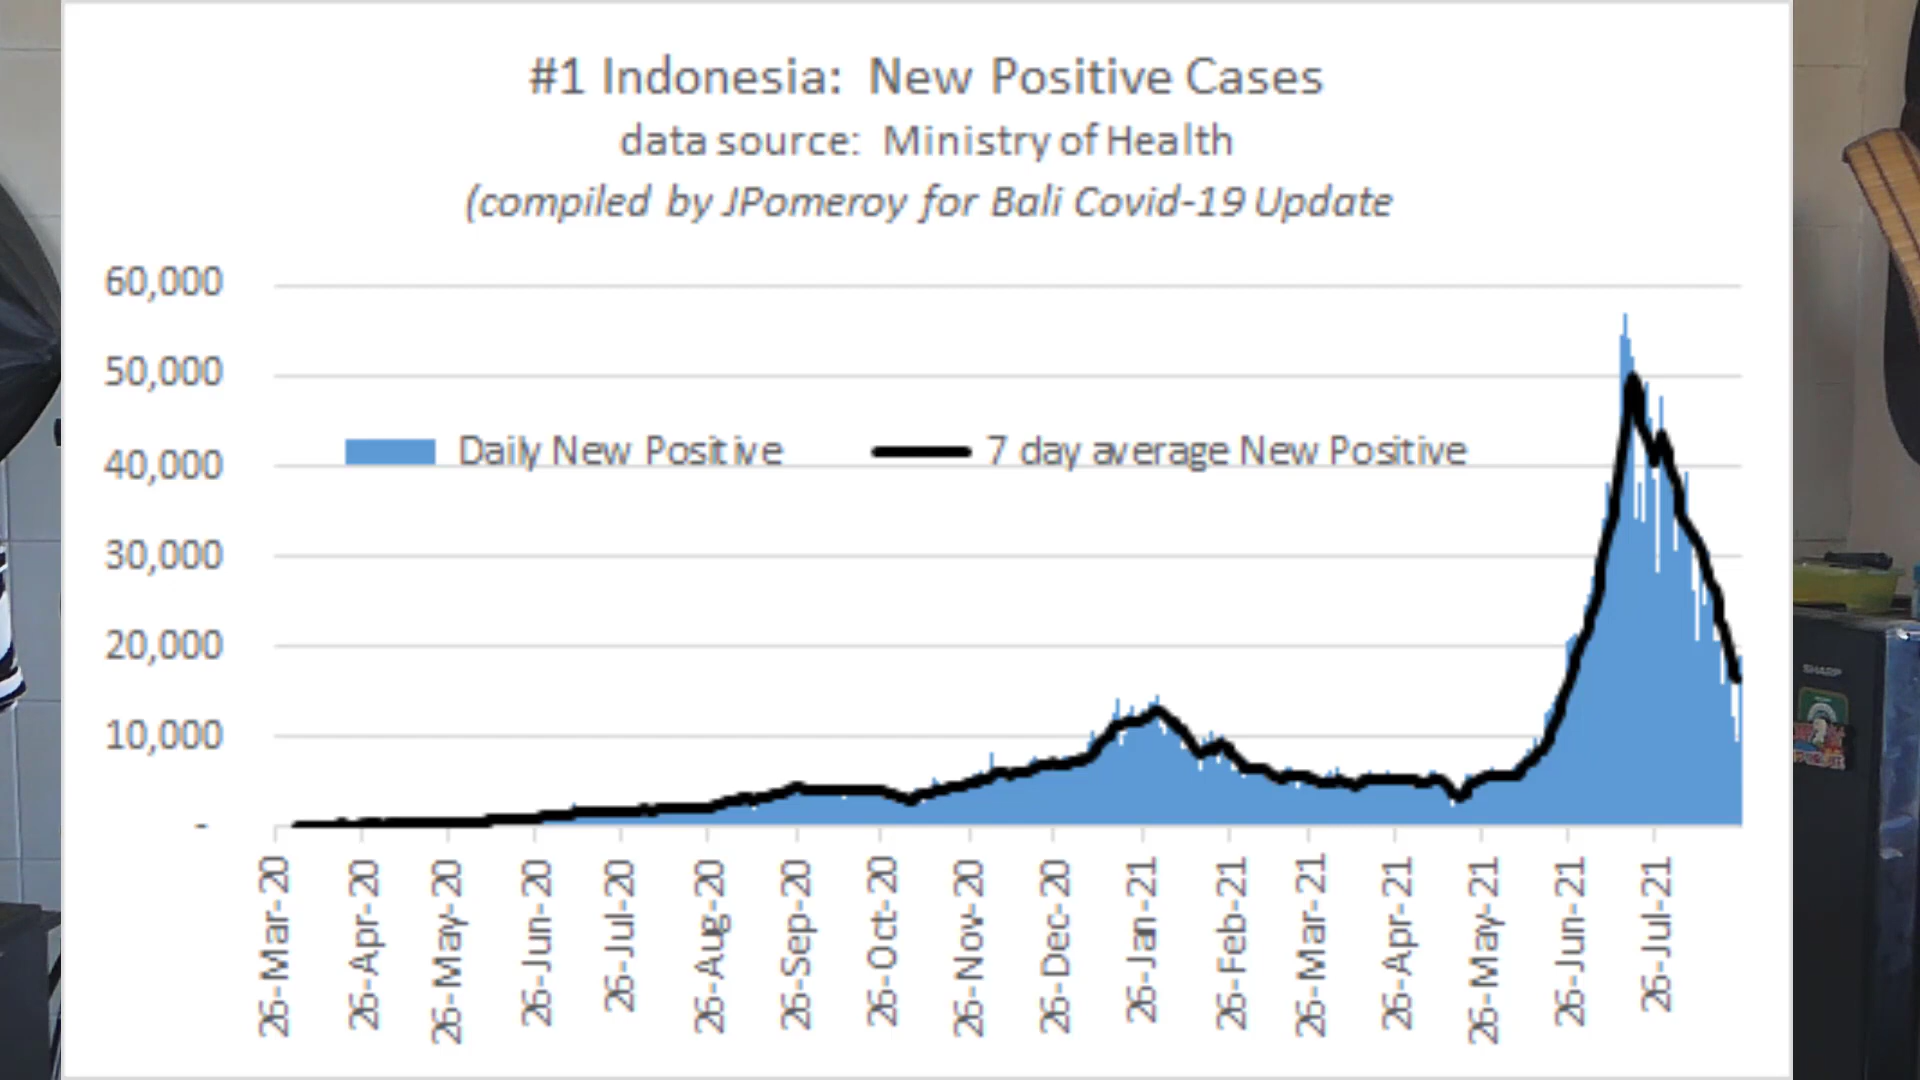 #1 Indonesia: New Positive Cases
data source: Ministry of Health
(compiled by JPomeroy for Bali Covid-19 Update
60,000
50,000
40,000
30,000
20,000
10,000
-
Daily New Positive
7 day average New Positive
26-Mar-20
26-Apr-20
26-May-20
26-Jun-20
26-Jul-20
26-Aug-20
26-Sep-20
26-Oct-20
26-Nov-20
26-Dec-20
26-Jan-21
26-Feb-21
26-Mar-21
26-Apr-21
26-May-21
26-Jun-21
26-Jul-21
SHARP